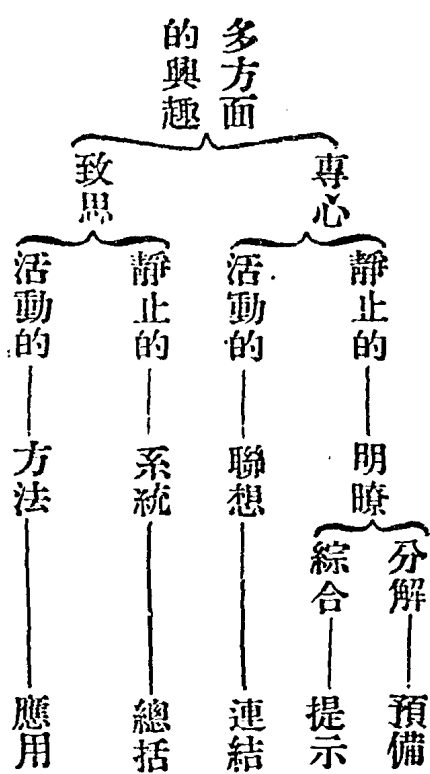 多方面
的興趣
專心
靜止的
明瞭
分解
預備
綜合
提示
活動的
聯想
連結
致思
靜止的
系統
總括
活動的
方法
應用